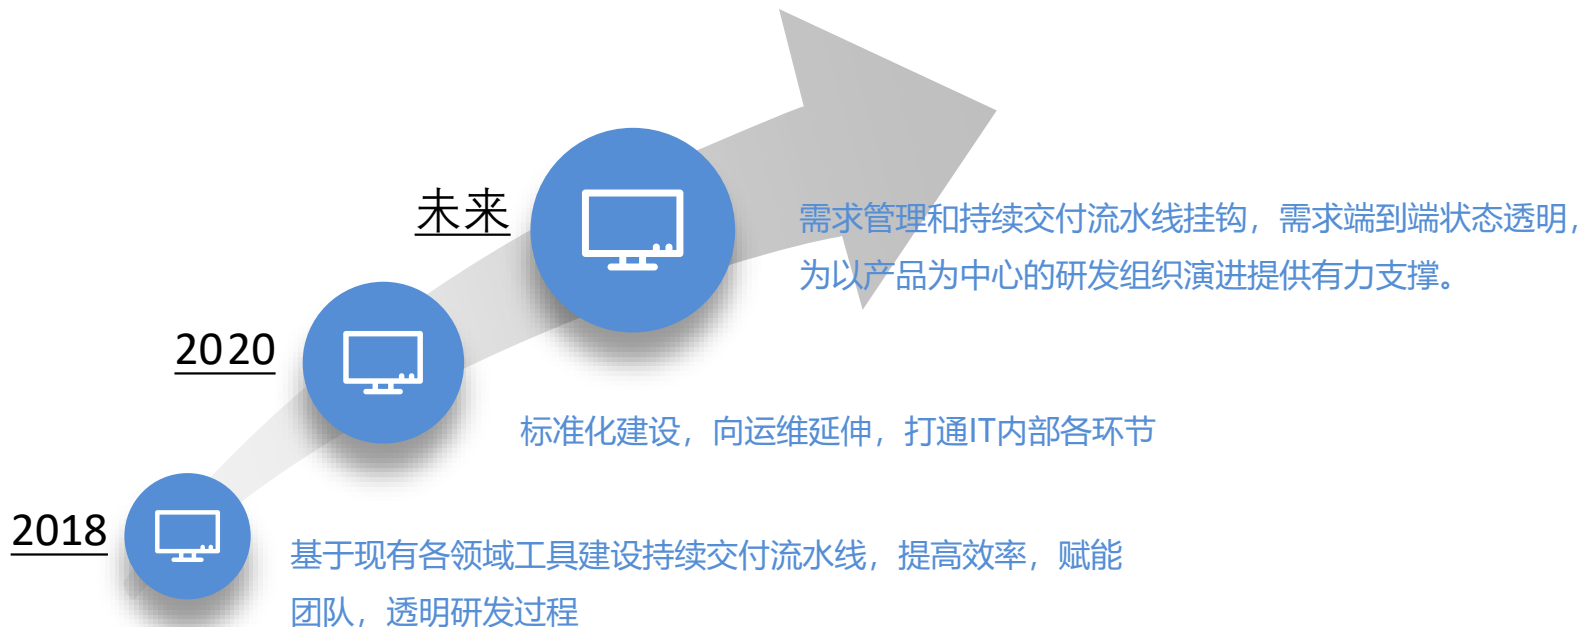 未来
需求管理和持续交付流水线挂钩，需求端到端状态透明，
为以产品为中心的研发组织演进提供有力支撑。
2020
标准化建设，向运维延伸，打通IT内部各环节
2018
基于现有各领域工具建设持续交付流水线，提高效率，赋能
团队，透明研发过程